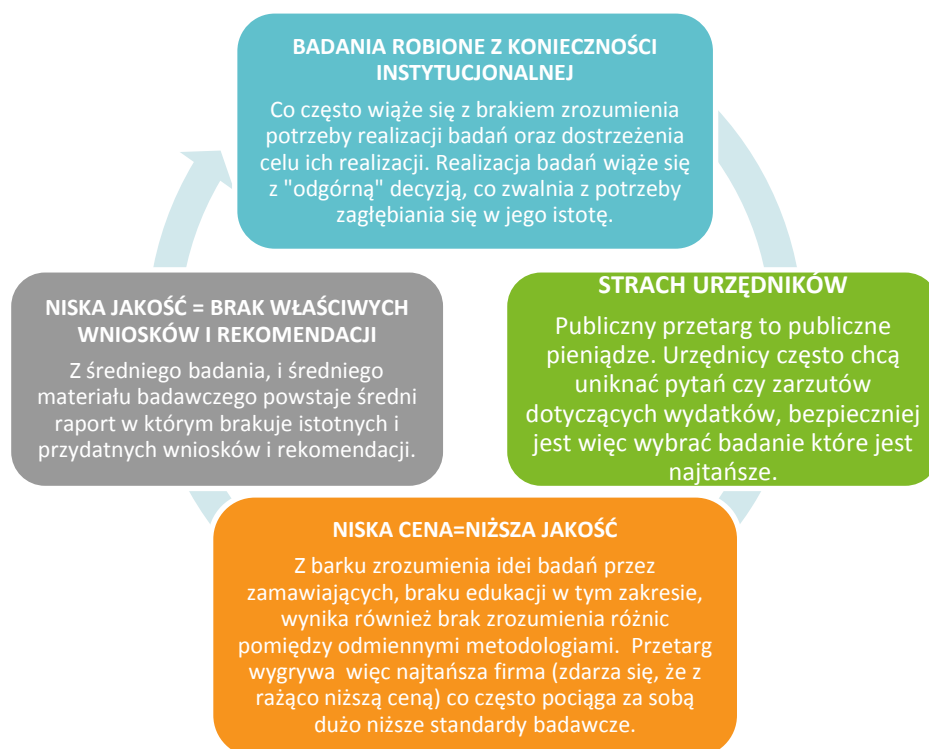 BADANIA ROBIONE Z KONIECZNOŚCI
INSTYTUCJONALNEJ
Co często wiąże się z brakiem zrozumienia
potrzeby realizacji badań oraz dostrzeżenia
celu ich realizacji. Realizacja badań wiąże się
z "odgórną" decyzją, co zwalnia z potrzeby
zagłębiania się w jego istotę.
STRACH URZĘDNIKÓW
Publiczny przetarg to publiczne
pieniądze. Urzędnicy często chcą
uniknąć pytań czy zarzutów
dotyczących wydatków, bezpieczniej
jest więc wybrać badanie które jest
najtańsze.
NISKA CENA=NIŻSZA JAKOŚĆ
Z barku zrozumienia idei badań przez
zamawiających, braku edukacji w tym zakresie,
wynika również brak zrozumienia różnic
pomiędzy odmiennymi metodologiami. Przetarg
wygrywa więc najtańsza firma (zdarza się, że z
rażąco niższą ceną) co często pociąga za sobą
dużo niższe standardy badawcze.
NISKA JAKOŚĆ = BRAK WŁAŚCIWYCH
WNIOSKÓW I REKOMENDACJI
Z średniego badania, i średniego
materiału badawczego powstaje średni
raport w którym brakuje istotnych i
przydatnych wniosków i rekomendacji.